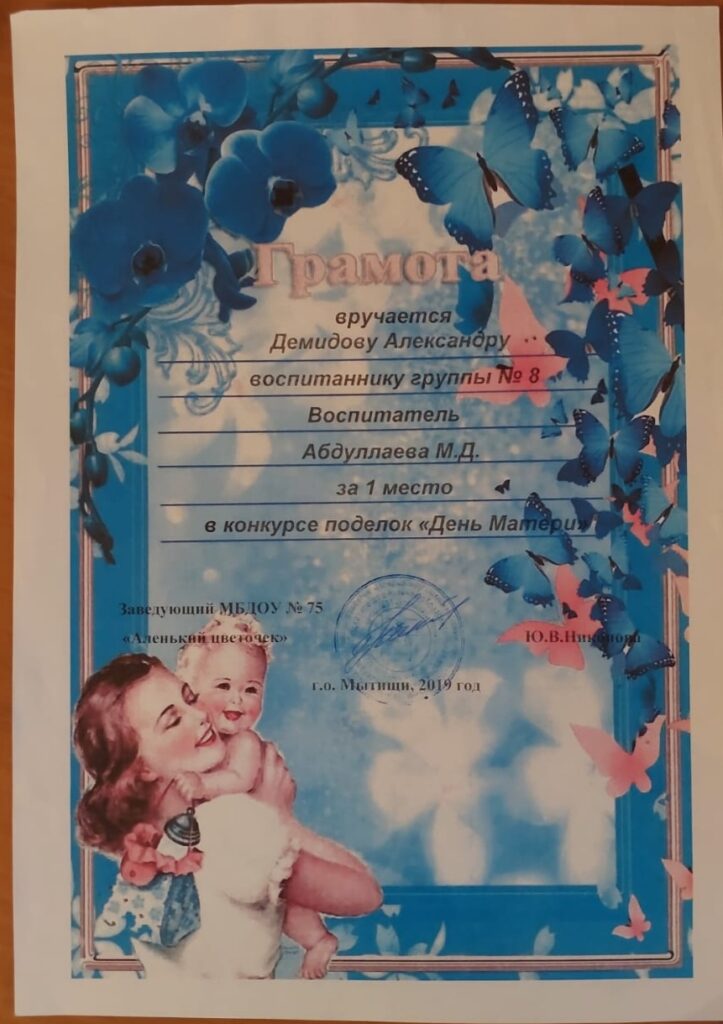 Грамота
вручается
Демидову Александру
воспитаннику группы № 8
Воспитатель
Абдуллаева М.Д.
за 1 место
в конкурсе поделок «День Матери»
Заведующий МБДОУ № 75
«Аленький цветочек»
Ю.В.Никонова
г.о. Мытищи, 2019 год